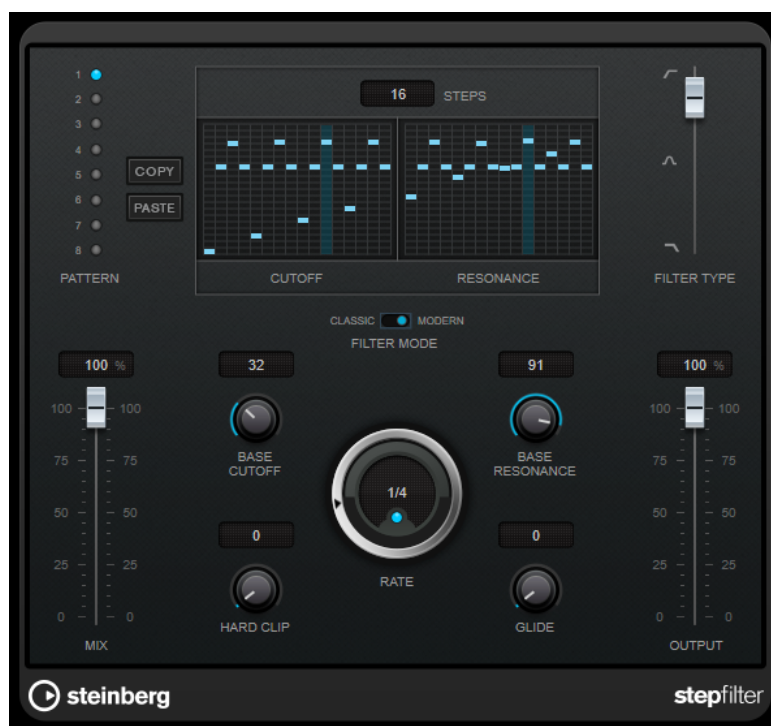 1
2
3
4
5
6
7
8
PATTERN
COPY
PASTE
16 STEPS
CUTOFF
RESONANCE
FILTER TYPE
CLASSIC MODERN
FILTER MODE
100 %
100 100
75 75
50 50
25 25
0 0
MIX
32
BASE
CUTOFF
0
HARD CLIP
1/4
RATE
91
BASE
RESONANCE
0
GLIDE
100 %
100 100
75 75
50 50
25 25
0 0
OUTPUT
steinberg
stepfilter